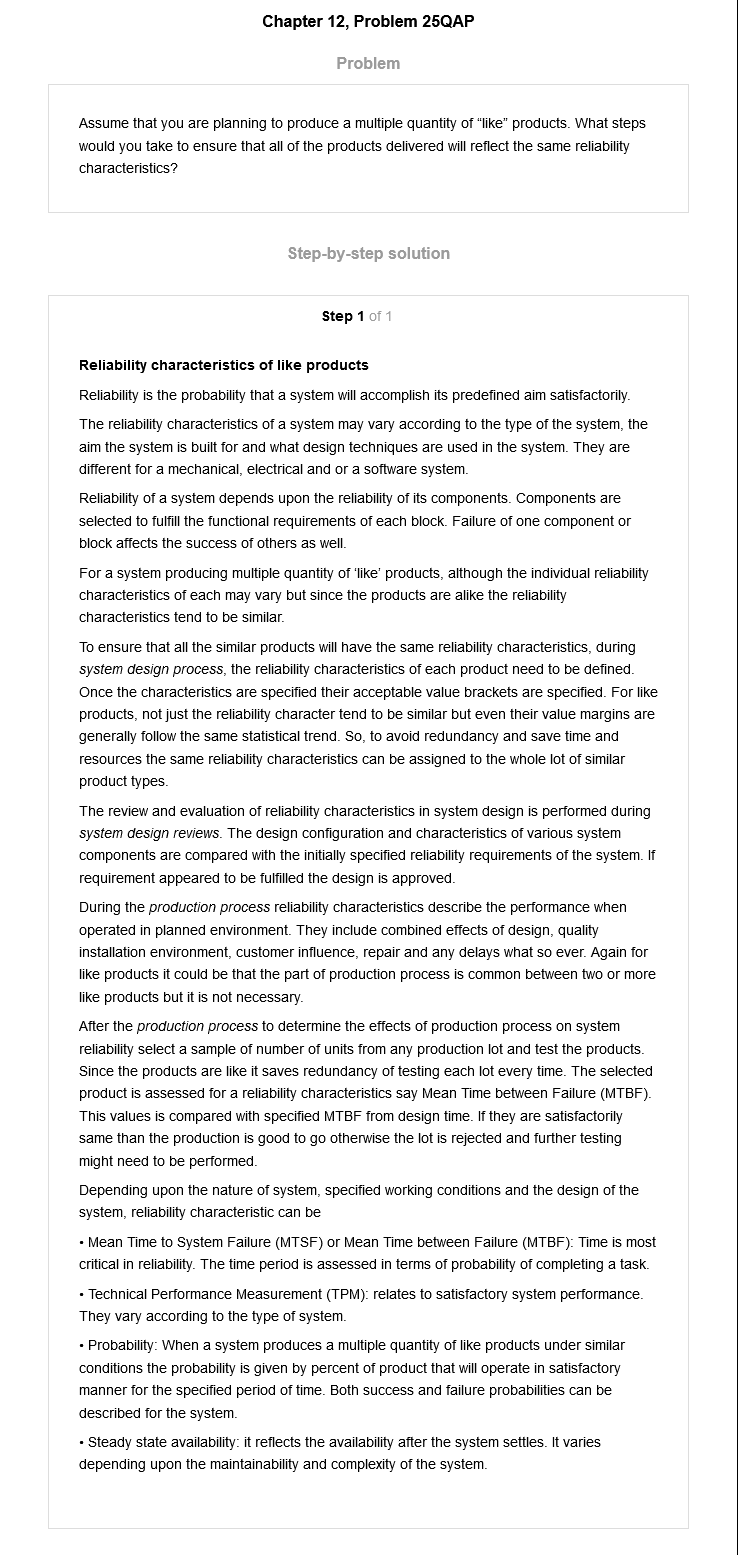 Chapter 12, Problem 25QAP
Problem
Assume that you are planning to produce a multiple quantity of “like” products. What steps
would you take to ensure that all of the products delivered will reflect the same reliability
characteristics?
Step-by-step solution
Step 1 of 1
Reliability characteristics of like products
Reliability is the probability that a system will accomplish its predefined aim satisfactorily.
The reliability characteristics of a system may vary according to the type of the system, the
aim the system is built for and what design techniques are used in the system. They are
different for a mechanical, electrical and or a software system.
Reliability of a system depends upon the reliability of its components. Components are
selected to fulfill the functional requirements of each block. Failure of one component or
block affects the success of others as well.
For a system producing multiple quantity of ‘like’ products, although the individual reliability
characteristics of each may vary but since the products are alike the reliability
characteristics tend to be similar.
To ensure that all the similar products will have the same reliability characteristics, during
system design process, the reliability characteristics of each product need to be defined.
Once the characteristics are specified their acceptable value brackets are specified. For like
products, not just the reliability character tend to be similar but even their value margins are
generally follow the same statistical trend. So, to avoid redundancy and save time and
resources the same reliability characteristics can be assigned to the whole lot of similar
product types.
The review and evaluation of reliability characteristics in system design is performed during
system design reviews. The design configuration and characteristics of various system
components are compared with the initially specified reliability requirements of the system. If
requirement appeared to be fulfilled the design is approved.
During the production process reliability characteristics describe the performance when
operated in planned environment. They include combined effects of design, quality
installation environment, customer influence, repair and any delays what so ever. Again for
like products it could be that the part of production process is common between two or more
like products but it is not necessary.
After the production process to determine the effects of production process on system
reliability select a sample of number of units from any production lot and test the products.
Since the products are like it saves redundancy of testing each lot every time. The selected
product is assessed for a reliability characteristics say Mean Time between Failure (MTBF).
This values is compared with specified MTBF from design time. If they are satisfactorily
same than the production is good to go otherwise the lot is rejected and further testing
might need to be performed.
Depending upon the nature of system, specified working conditions and the design of the
system, reliability characteristic can be
• Mean Time to System Failure (MTSF) or Mean Time between Failure (MTBF): Time is most
critical in reliability. The time period is assessed in terms of probability of completing a task.
• Technical Performance Measurement (TPM): relates to satisfactory system performance.
They vary according to the type of system.
• Probability: When a system produces a multiple quantity of like products under similar
conditions the probability is given by percent of product that will operate in satisfactory
manner for the specified period of time. Both success and failure probabilities can be
described for the system.
• Steady state availability: it reflects the availability after the system settles. It varies
depending upon the maintainability and complexity of the system.